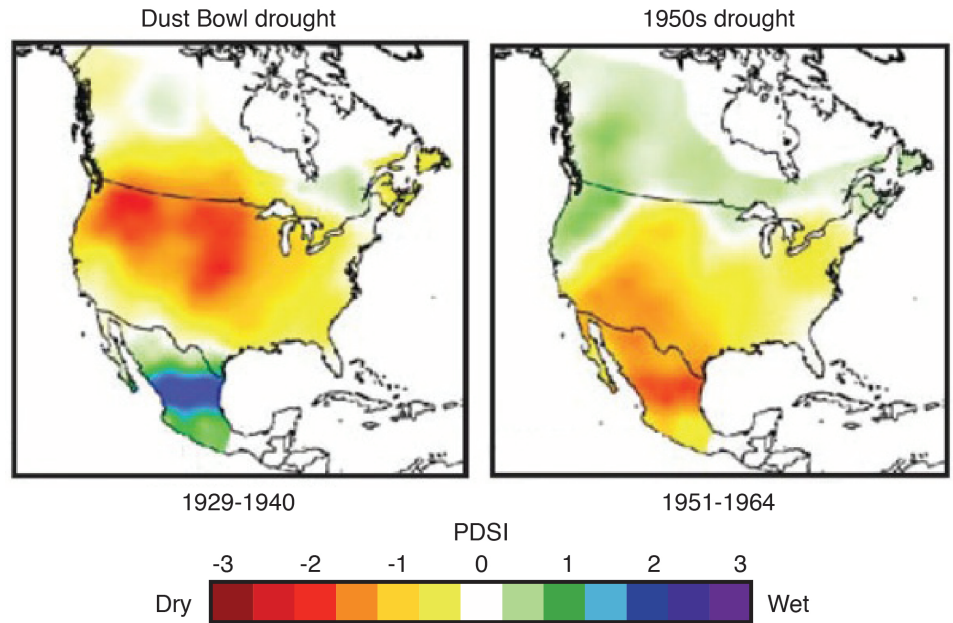 Dust Bowl drought
1950s drought
1929-1940
1951-1964
PDSI
-3 -2 -1 0 1 2 3
Dry
Wet